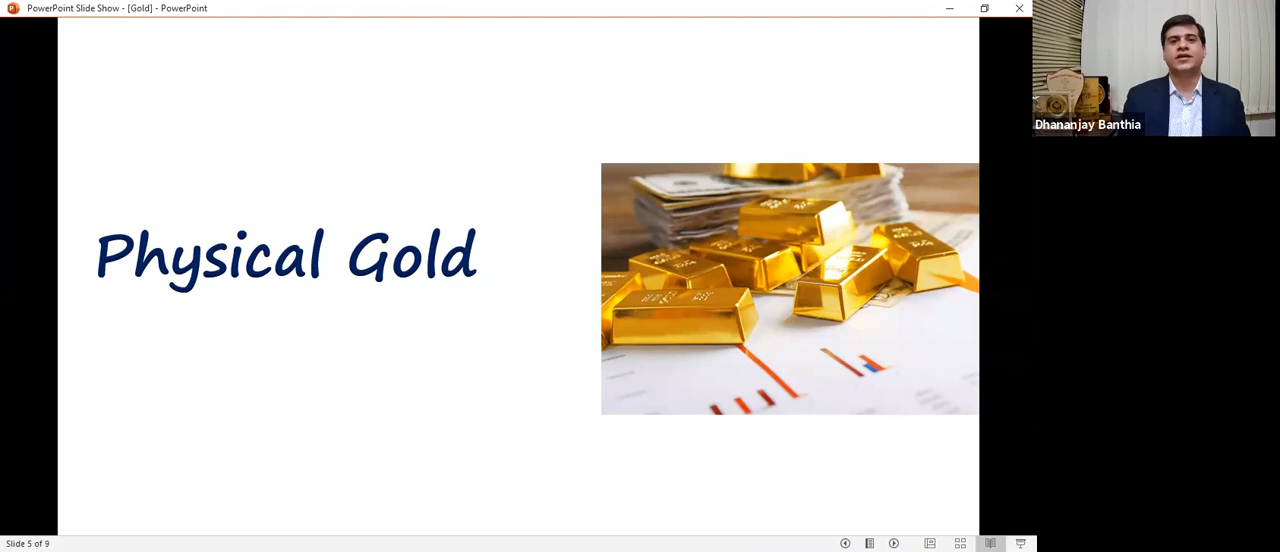 PowerPoint Slide Show - [Gold] - PowerPoint
Dhananjay Banthia
Physical Gold
Slide 5 of 9